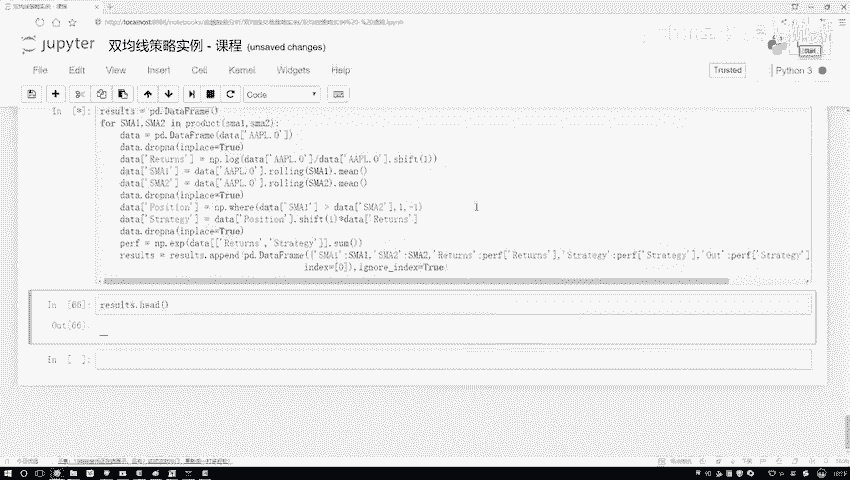 双均线策略实例 - 课程
jupyter 双均线策略实例 - 课程 (unsaved changes)
File Edit View Insert Cell Kernel Widgets Help
Trusted
Python 3
Code
In [*]:
results = pd.DataFrame()
for SMA1,SMA2 in product(sma1,sma2):
data = pd.DataFrame(data['AAPL.O'])
data.dropna(inplace=True)
data['Returns'] = np.log(data['AAPL.O']/data['AAPL.O'].shift(1))
data['SMA1'] = data['AAPL.O'].rolling(SMA1).mean()
data['SMA2'] = data['AAPL.O'].rolling(SMA2).mean()
data.dropna(inplace=True)
data['Position'] = np.where(data['SMA1'] > data['SMA2'],1,-1)
data['Strategy'] = data['Position'].shift(1)*data['Returns']
data.dropna(inplace=True)
perf = np.exp(data[['Returns','Strategy']].sum())
results = results.append(pd.DataFrame({'SMA1':SMA1,'SMA2':SMA2,'Returns':perf['Returns'],'Strategy':perf['Strategy'],'Out':perf['Strategy']
index=[0]),ignore_index=True
In [66]:
results.head()
Out[66]:
In [ ]: